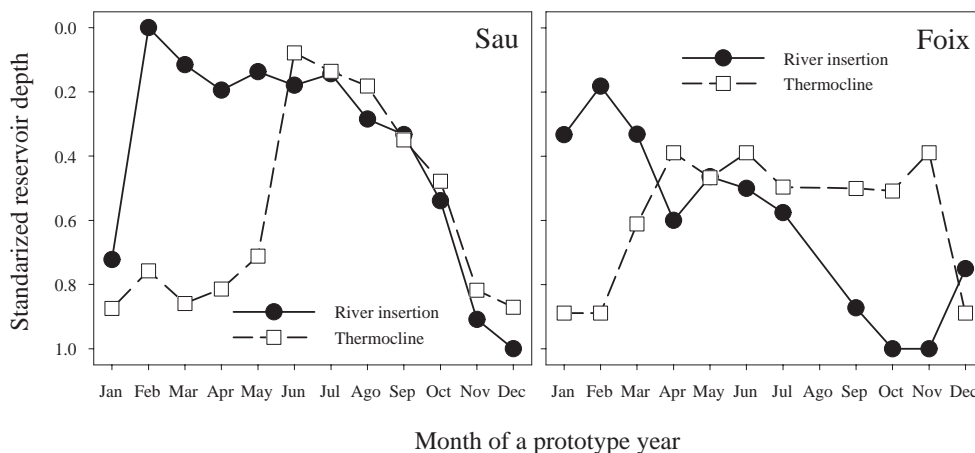 Standarized reservoir depth
0.0
0.2
0.4
0.6
0.8
1.0
Sau
River insertion
Thermocline
Jan Feb Mar Apr May Jun Jul Ago Sep Oct Nov Dec
Foix
River insertion
Thermocline
Jan Feb Mar Apr May Jun Jul Ago Sep Oct Nov Dec
Month of a prototype year